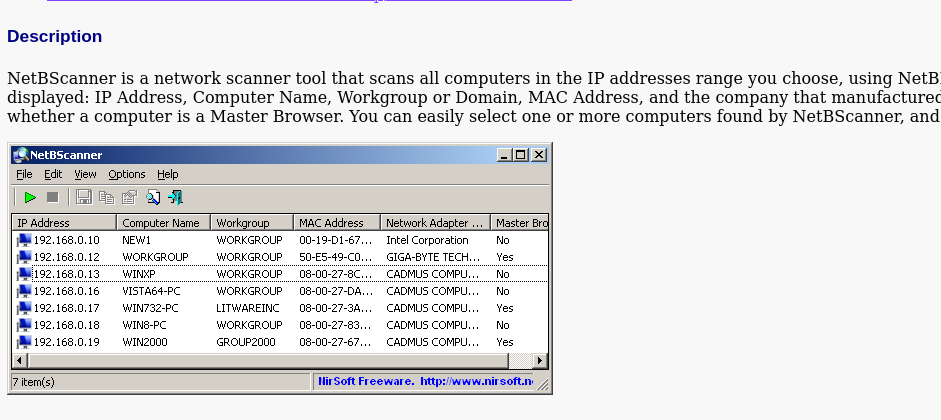 Description
NetBScanner is a network scanner tool that scans all computers in the IP addresses range you choose, using
displayed: IP Address, Computer Name, Workgroup or Domain, MAC Address, and the company that manufactured
whether a computer is a Master Browser. You can easily select one or more computers found by NetBScanner, and
NetBScanner
File Edit View Options Help
IP Address Computer Name Workgroup MAC Address Network Adapter ... Master Bro
192.168.0.10 NEW1 WORKGROUP 00-19-D1-67... Intel Corporation No
192.168.0.12 WORKGROUP WORKGROUP 50-E5-49-C0... GIGA-BYTE TECH... Yes
192.168.0.13 WINXP WORKGROUP 08-00-27-8C... CADMUS COMPU... No
192.168.0.16 VISTA64-PC WORKGROUP 08-00-27-DA... CADMUS COMPU... No
192.168.0.17 WIN732-PC LITWAREINC 08-00-27-3A... CADMUS COMPU... Yes
192.168.0.18 WIN8-PC WORKGROUP 08-00-27-83... CADMUS COMPU... No
192.168.0.19 WIN2000 GROUP2000 08-00-27-67... CADMUS COMPU... Yes
7 item(s) NirSoft Freeware. http://www.nirsoft.ne